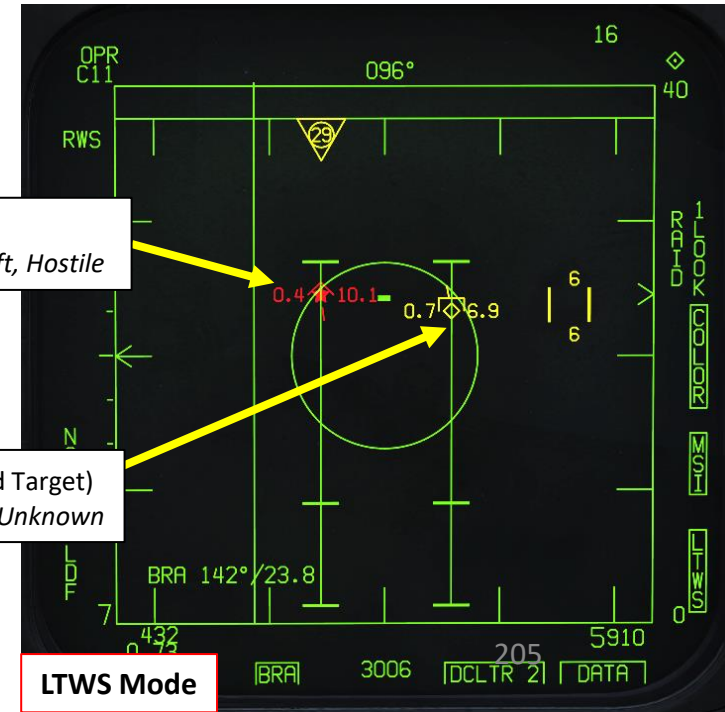 16
OPR
C11
096°
40
RWS
29
RAID
1LOOK
ft, Hostile
0.4 10.1
0.7 6.9
6
6
COLOR
MSI
d Target)
Unknown
LTWS
BRA 142°/23.8
7
0
432
5910
205
LTWS Mode
BRA
3006
DCLTR 2
DATA